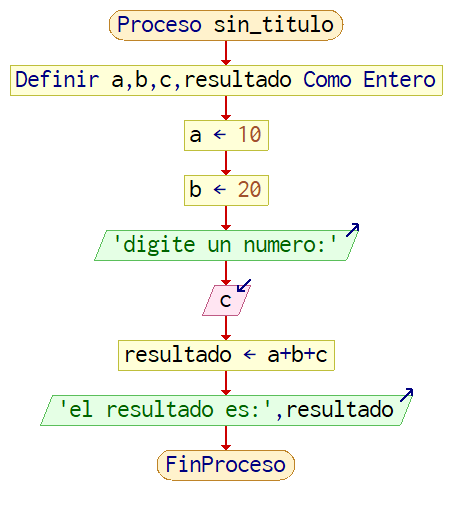 Proceso sin_titulo
Definir a,b,c,resultado Como Entero
a ← 10
b ← 20
'digite un numero:'
c
resultado ← a+b+c
'el resultado es:',resultado
FinProceso